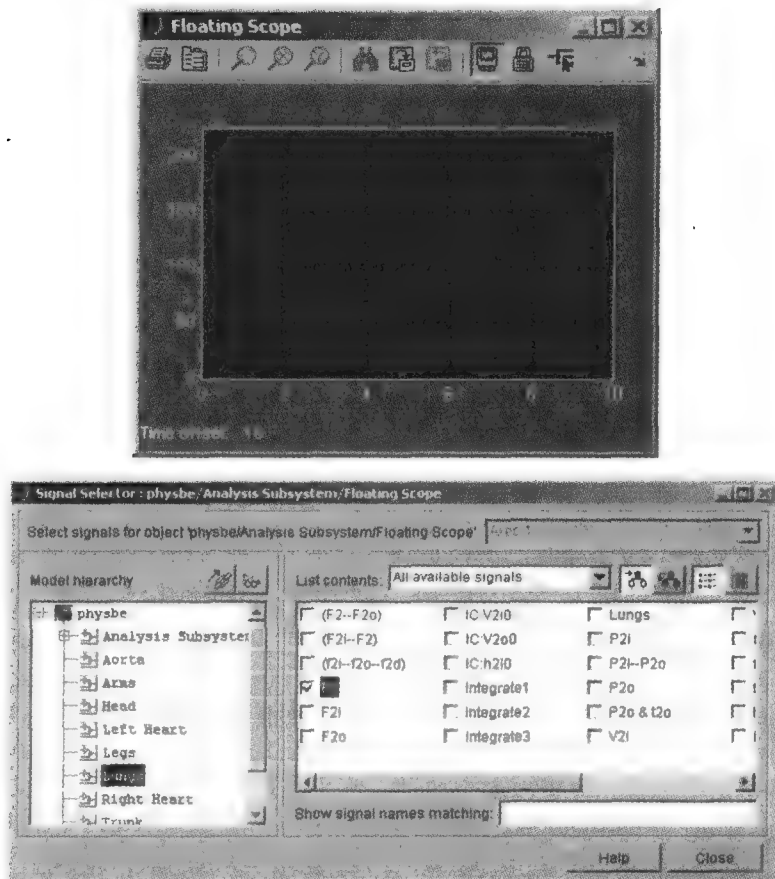 Floating Scope
0
10
Time offset:
Signal Selector : physbe/Analysis Subsystem/Floating Scope
Select signals for object 'physbe/Analysis Subsystem/Floating Scope'
Model hierarchy
List contents: All available signals
physbe
Analysis Subsystem
Aorta
Arms
Head
Left Heart
Legs
Lungs
Right Heart
Trunk
(F2--F2o)
(F2i--F2)
(f2i--f2o--f2d)
F2i
F2o
IC:V2i0
IC:V2o0
IC:h2i0
Integrate1
Integrate2
Integrate3
Lungs
P2i
P2i--P2o
P2o
P2o & t2o
V2i
Show signal names matching:
Help
Close